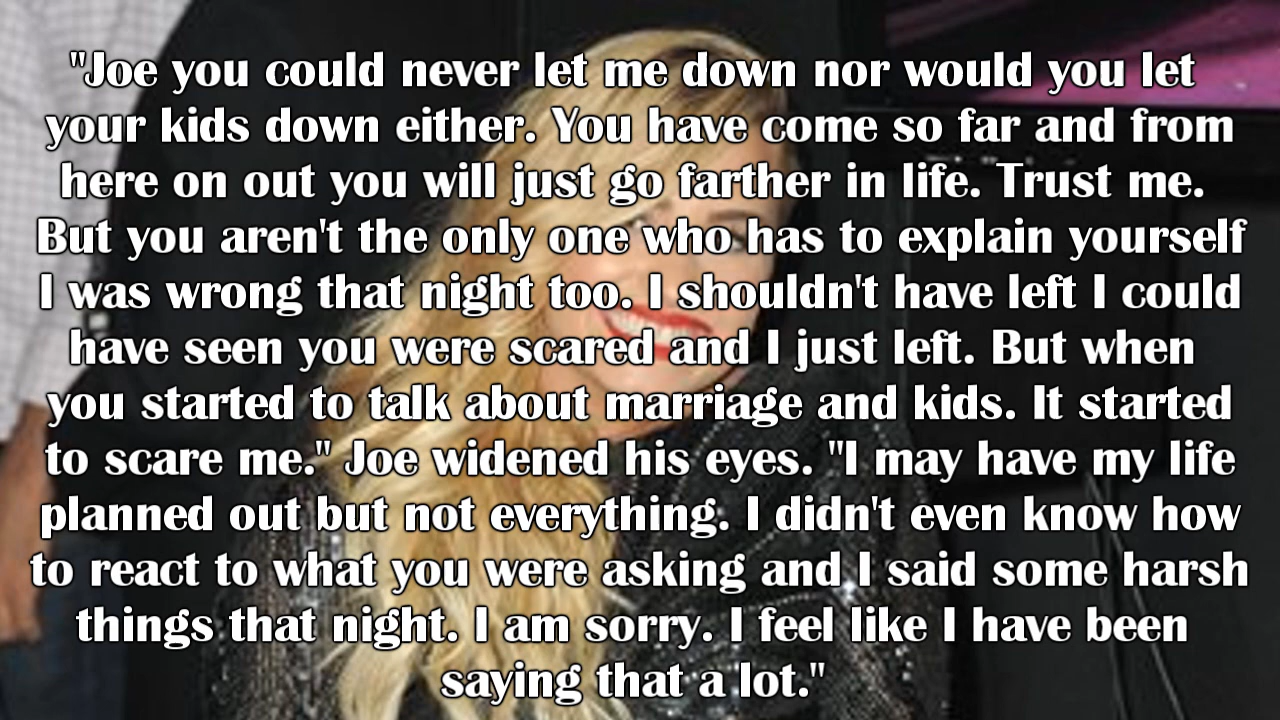 "Joe you could never let me down nor would you let
your kids down either. You have come so far and from
here on out you will just go farther in life. Trust me.
But you aren't the only one who has to explain yourself
I was wrong that night too. I shouldn't have left I could
have seen you were scared and I just left. But when
you started to talk about marriage and kids. It started
to scare me." Joe widened his eyes. "I may have my life
planned out but not everything. I didn't even know how
to react to what you were asking and I said some harsh
things that night. I am sorry. I feel like I have been
saying that a lot."